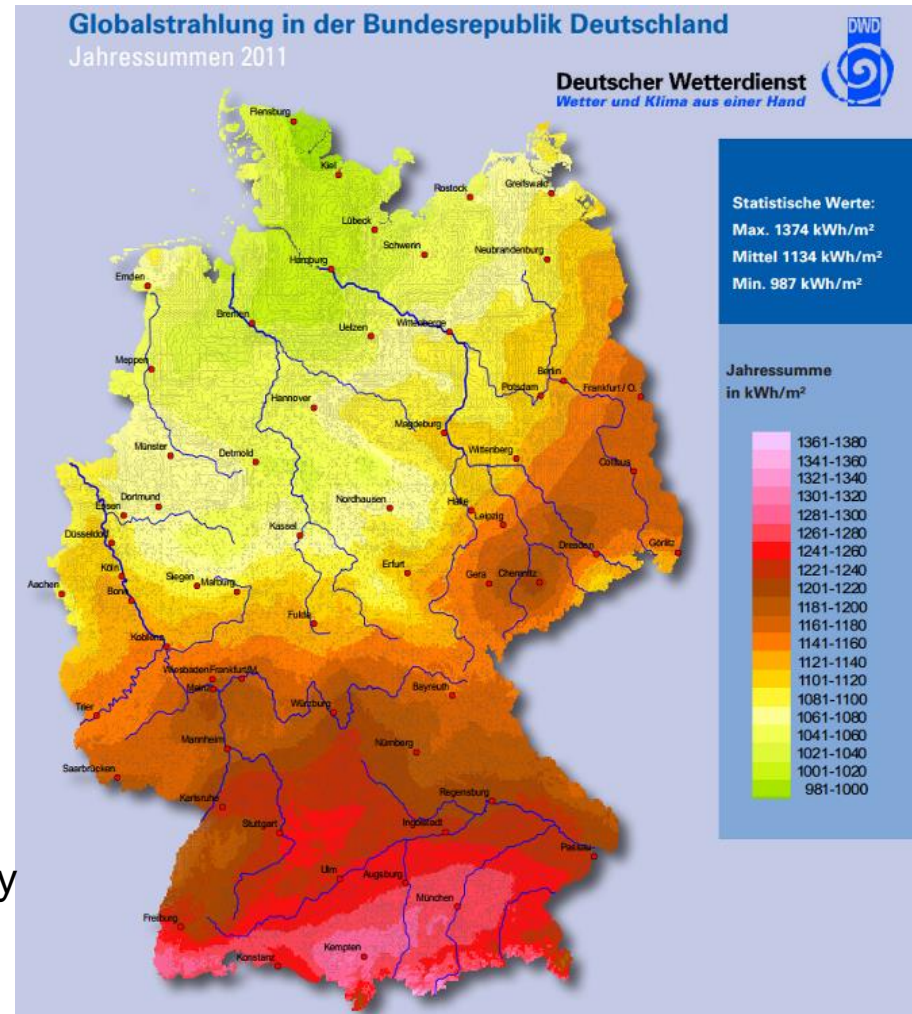 Globalstrahlung in der Bundesrepublik Deutschland
Jahressummen 2011
DWD
Deutscher Wetterdienst
Wetter und Klima aus einer Hand
Statistische Werte:
Max. 1374 kWh/m²
Mittel 1134 kWh/m²
Min. 987 kWh/m²
Jahressumme
in kWh/m²
1361-1380
1341-1360
1321-1340
1301-1320
1281-1300
1261-1280
1241-1260
1221-1240
1201-1220
1181-1200
1161-1180
1141-1160
1121-1140
1101-1120
1081-1100
1061-1080
1041-1060
1021-1040
1001-1020
981-1000
Flensburg
Kiel
Rostock
Greifswald
Lübeck
Schwerin
Neubrandenburg
Hamburg
Emden
Bremen
Uelzen
Wittenberge
Meppen
Berlin
Potsdam
Frankfurt / O.
Hannover
Magdeburg
Münster
Detmold
Wittenberg
Cottbus
Dortmund
Essen
Nordhausen
Halle
Leipzig
Düsseldorf
Kassel
Dresden
Görlitz
Köln
Siegen
Marburg
Erfurt
Gera
Chemnitz
Aachen
Bonn
Fulda
Koblenz
Wiesbaden
Frankfurt/M.
Mainz
Bayreuth
Trier
Würzburg
Mannheim
Nürnberg
Saarbrücken
Karlsruhe
Regensburg
Stuttgart
Ingolstadt
Passau
Ulm
Augsburg
München
y
Freiburg
Kempten
Konstanz